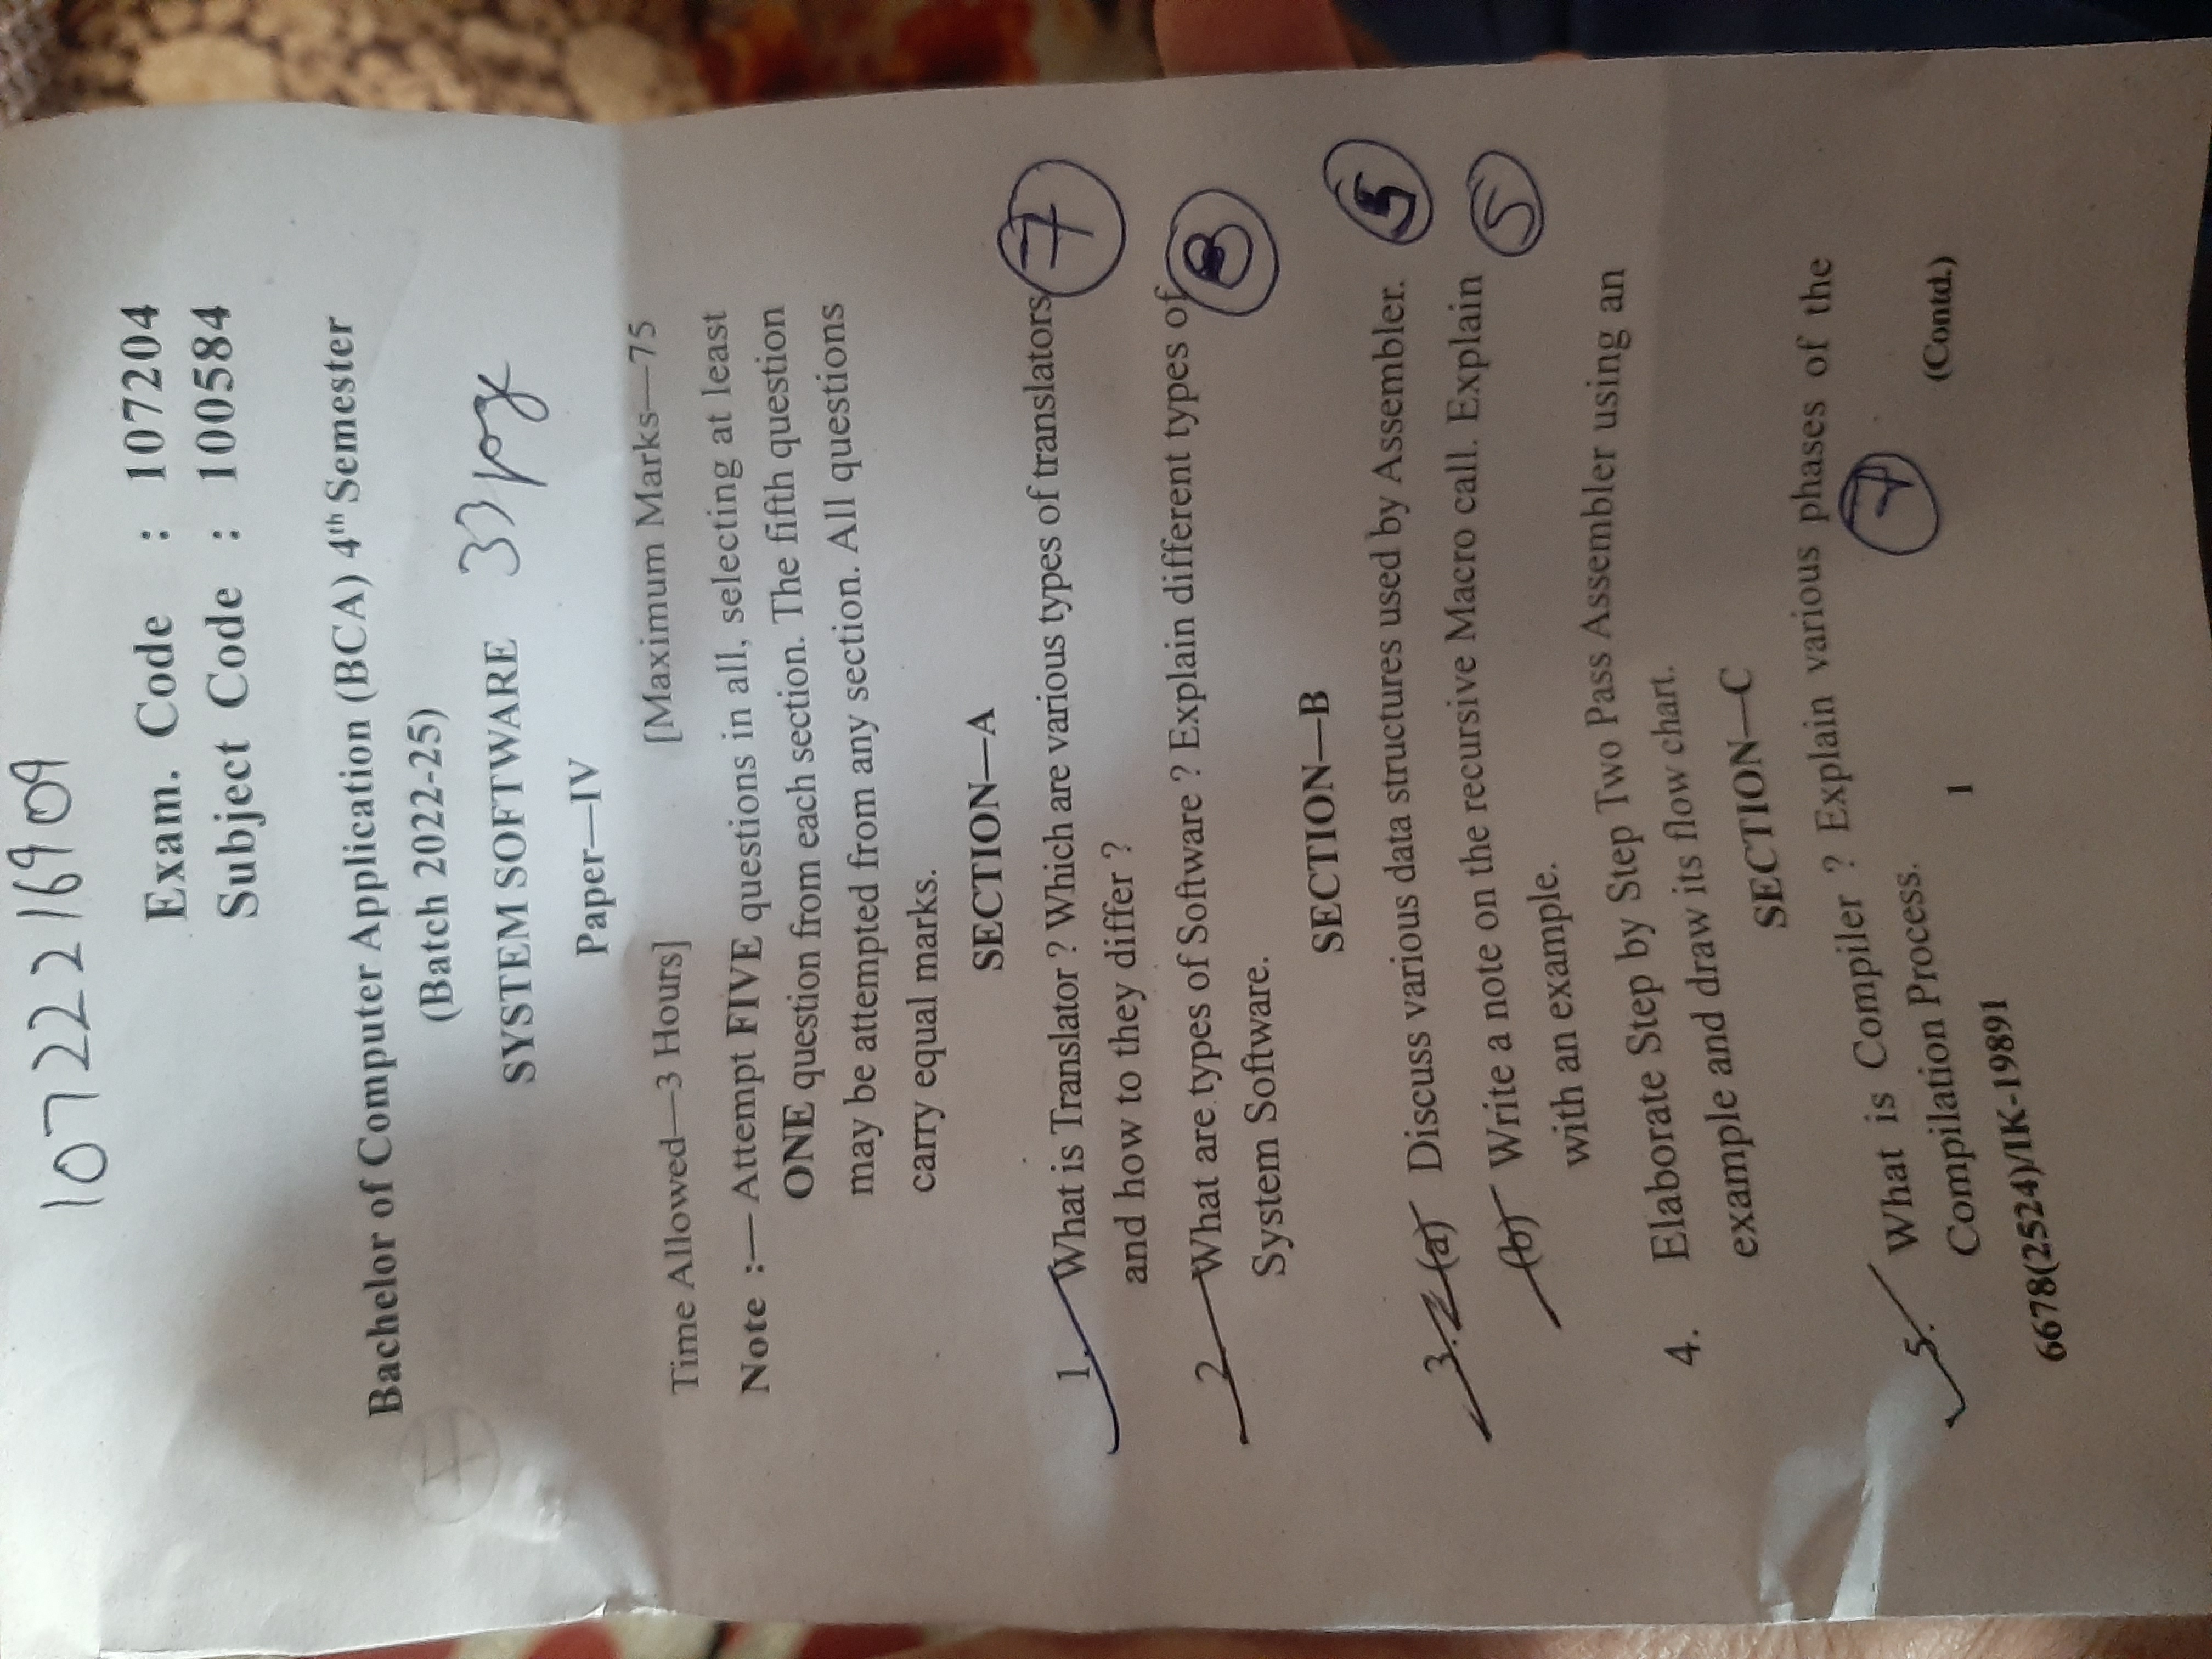 10722216909
Exam. Code : 107204
Subject Code : 100584
Bachelor of Computer Application (BCA) 4th Semester
(Batch 2022-25)
SYSTEM SOFTWARE 33 page
Paper—IV
Time Allowed—3 Hours] [Maximum Marks—75
Note :— Attempt FIVE questions in all, selecting at least
ONE question from each section. The fifth question
may be attempted from any section. All questions
carry equal marks.
SECTION—A
1. What is Translator ? Which are various types of translators 7
and how to they differ ?
2. What are types of Software ? Explain different types of 8
System Software.
SECTION—B
3. (a) Discuss various data structures used by Assembler. 5
(b) Write a note on the recursive Macro call. Explain 5
with an example.
4. Elaborate Step by Step Two Pass Assembler using an
example and draw its flow chart.
SECTION—C
5. What is Compiler ? Explain various phases of the
Compilation Process. 7
6678(2524)/IK-19891 1 (Contd.)